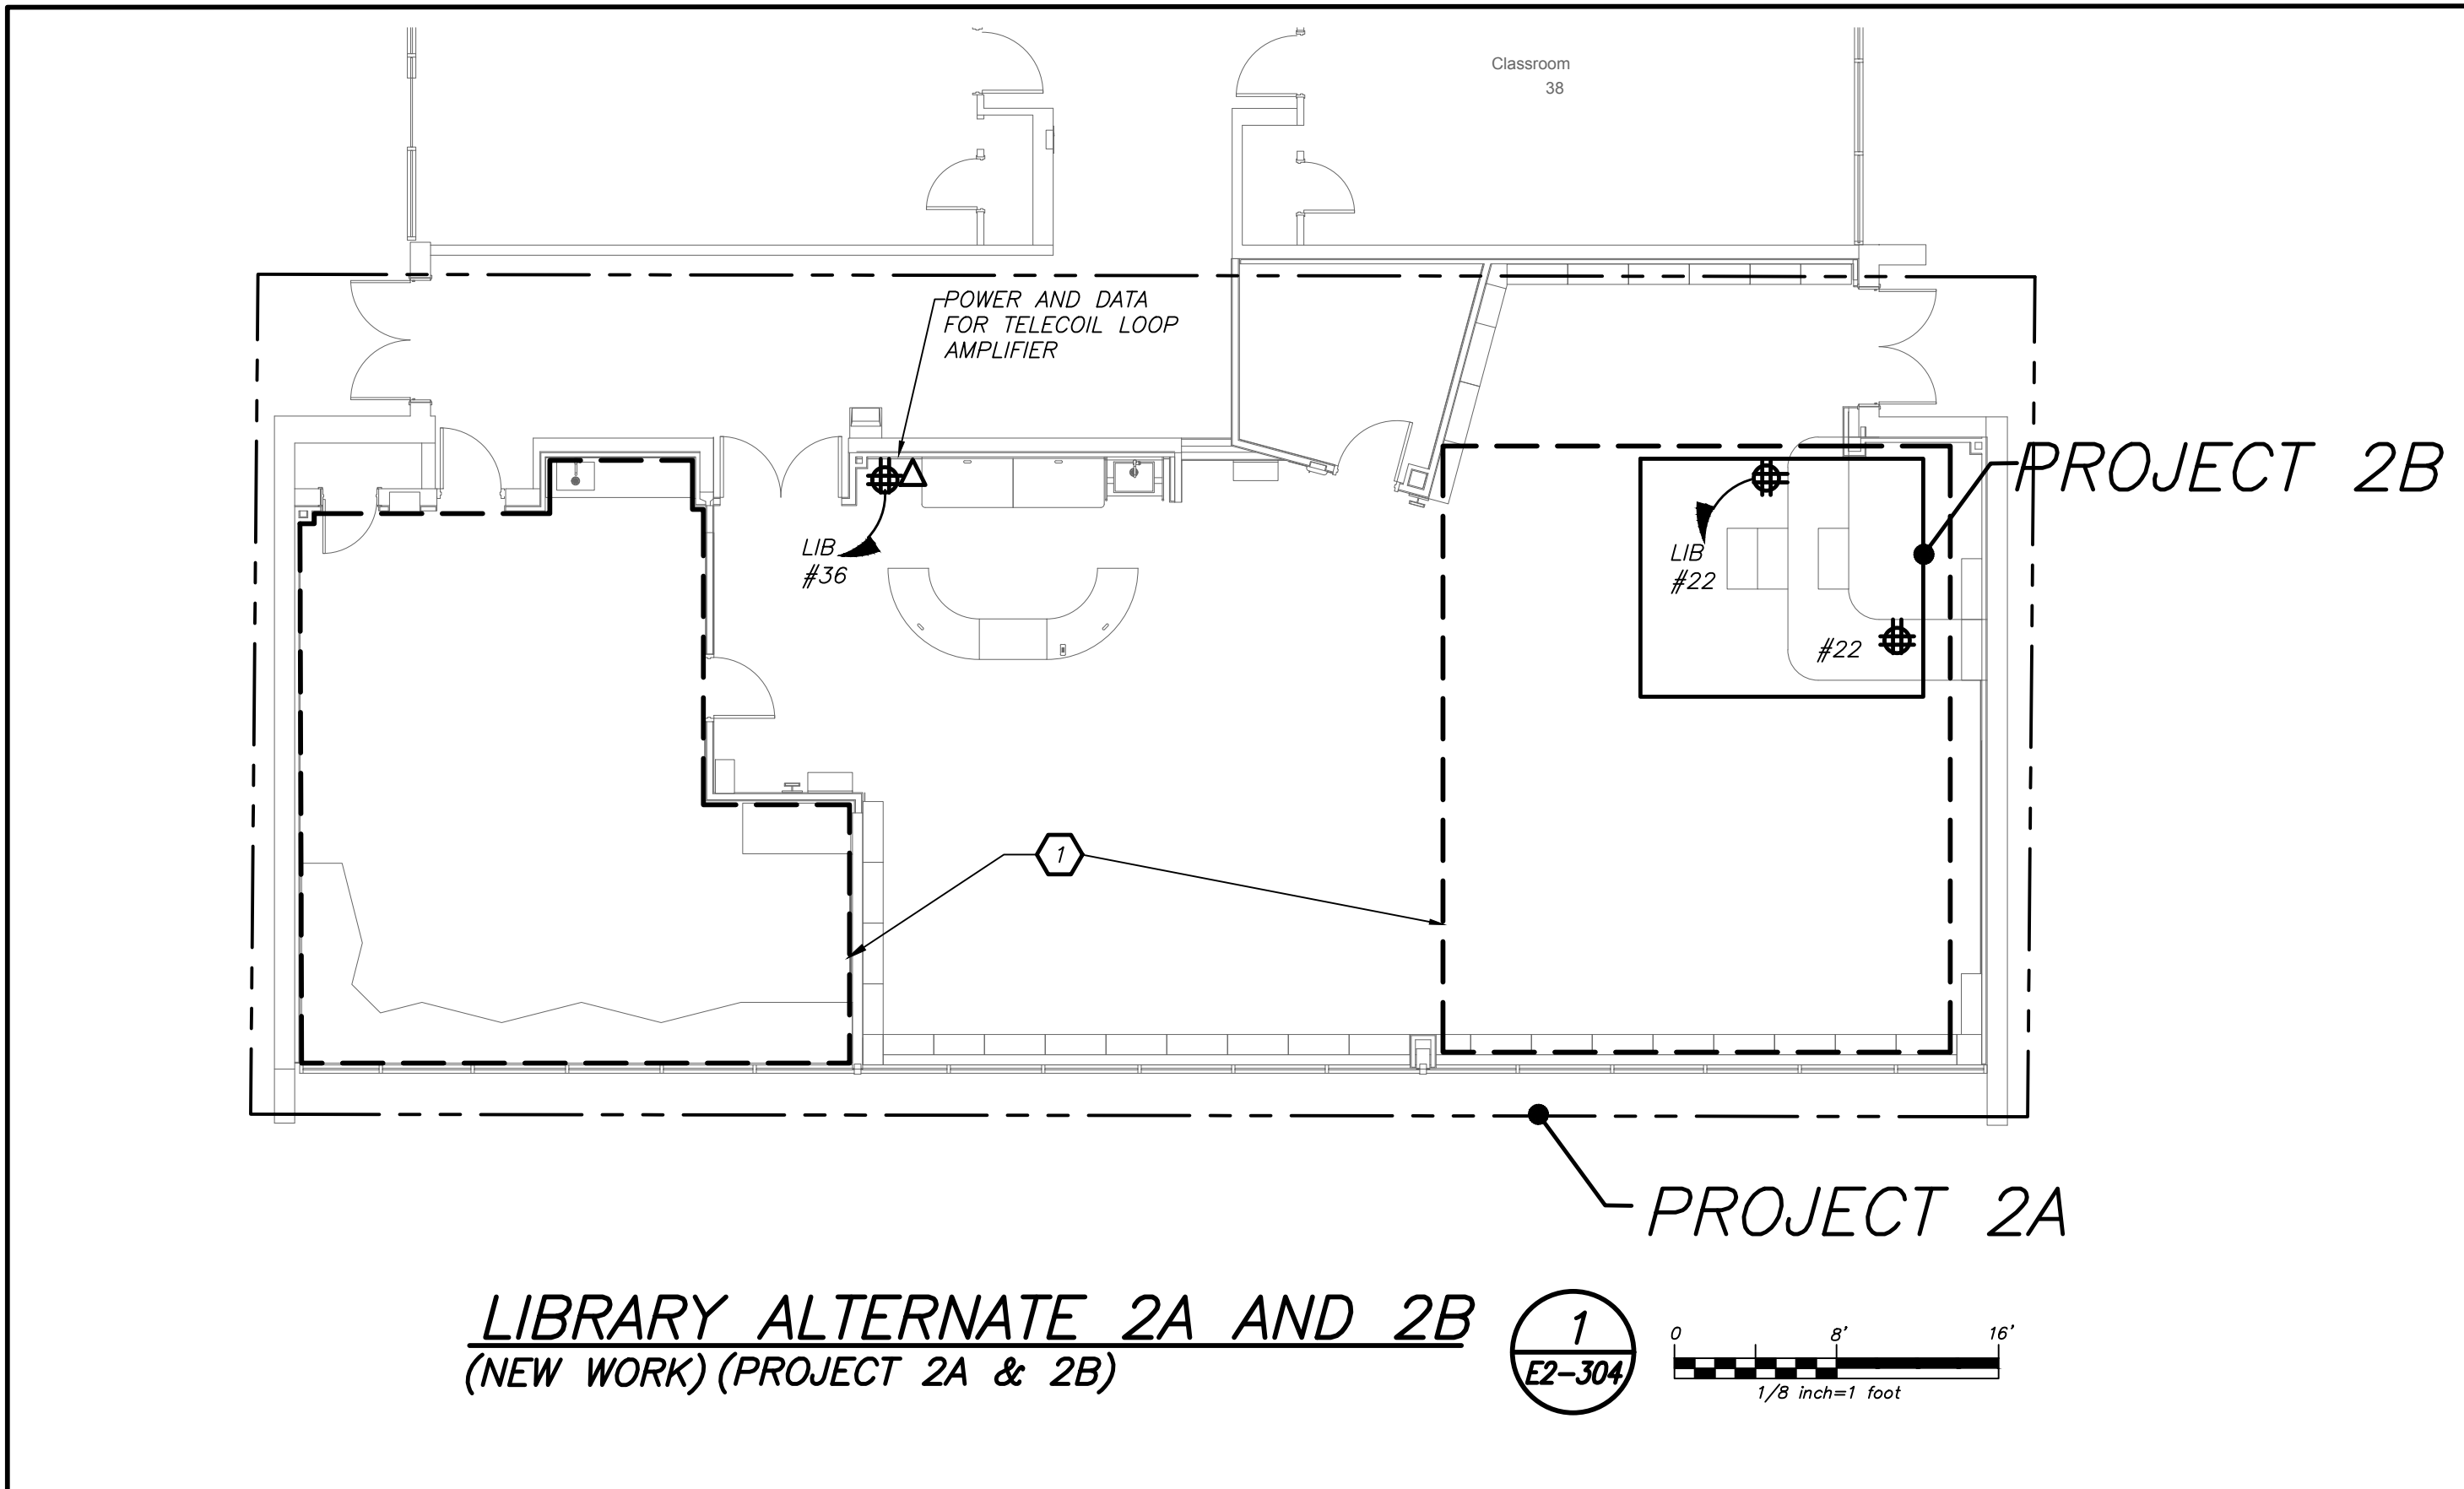 Classroom
38
POWER AND DATA
FOR TELECOIL LOOP
AMPLIFIER
PROJECT 2B
LIB
#36
LIB
#22
#22
1
PROJECT 2A
LIBRARY ALTERNATE 2A AND 2B
(NEW WORK) (PROJECT 2A & 2B)
1
E2-304
0 8' 16'
1/8 inch=1 foot